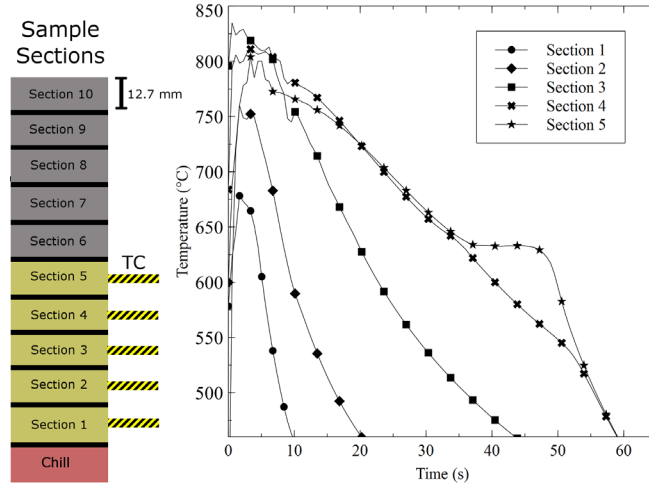 Sample
Sections
Section 10
12.7 mm
Section 9
Section 8
Section 7
Section 6
Section 5
TC
Section 4
Section 3
Section 2
Section 1
Chill
850
800
750
700
650
600
550
500
Temperature (°C)
0
10
20
30
40
50
60
Time (s)
Section 1
Section 2
Section 3
Section 4
Section 5